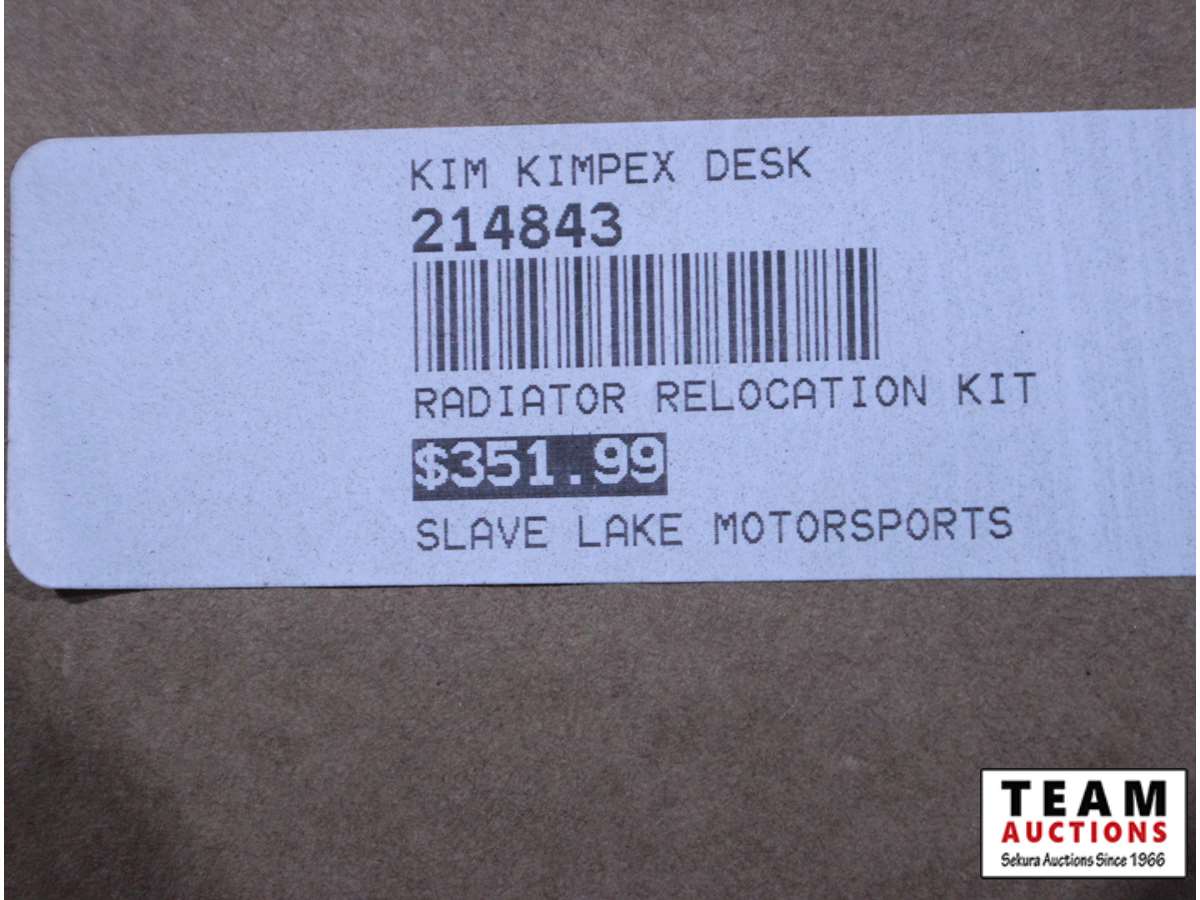 KIM KIMPEX DESK
214843
RADIATOR RELOCATION KIT
$351.99
SLAVE LAKE MOTORSPORTS
TEAM
AUCTIONS
Sekura Auctions Since 1966